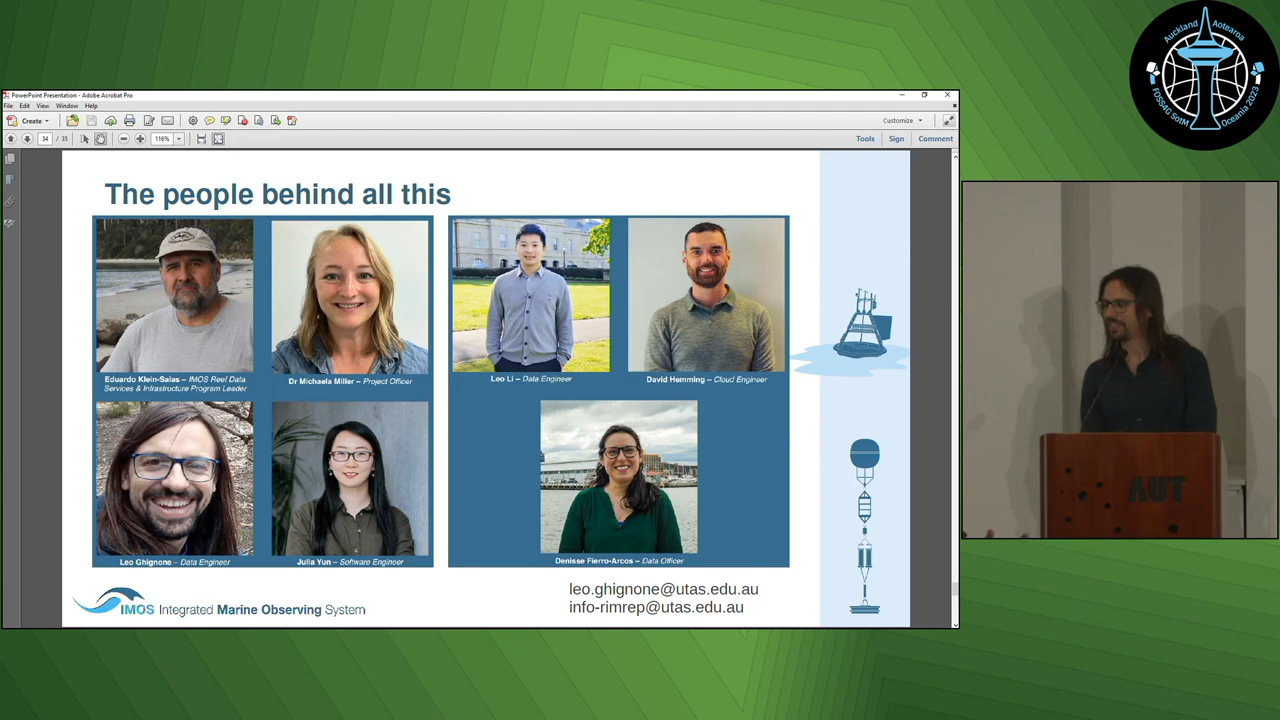 Auckland Aotearoa
FOSS4G SotM Oceania 2023
PowerPoint Presentation - Adobe Acrobat Pro
File Edit View Window Help
Create
Customize
34 / 35
116%
Tools Sign Comment
The people behind all this
Eduardo Klein-Salas – IMOS Reef Data
Services & Infrastructure Program Leader
Dr Michaela Miller – Project Officer
Leo Li – Data Engineer
David Hemming – Cloud Engineer
Leo Ghignone – Data Engineer
Julia Yun – Software Engineer
Denisse Fierro-Arcos – Data Officer
leo.ghignone@utas.edu.au
info-rimrep@utas.edu.au
IMOS Integrated Marine Observing System
AUT